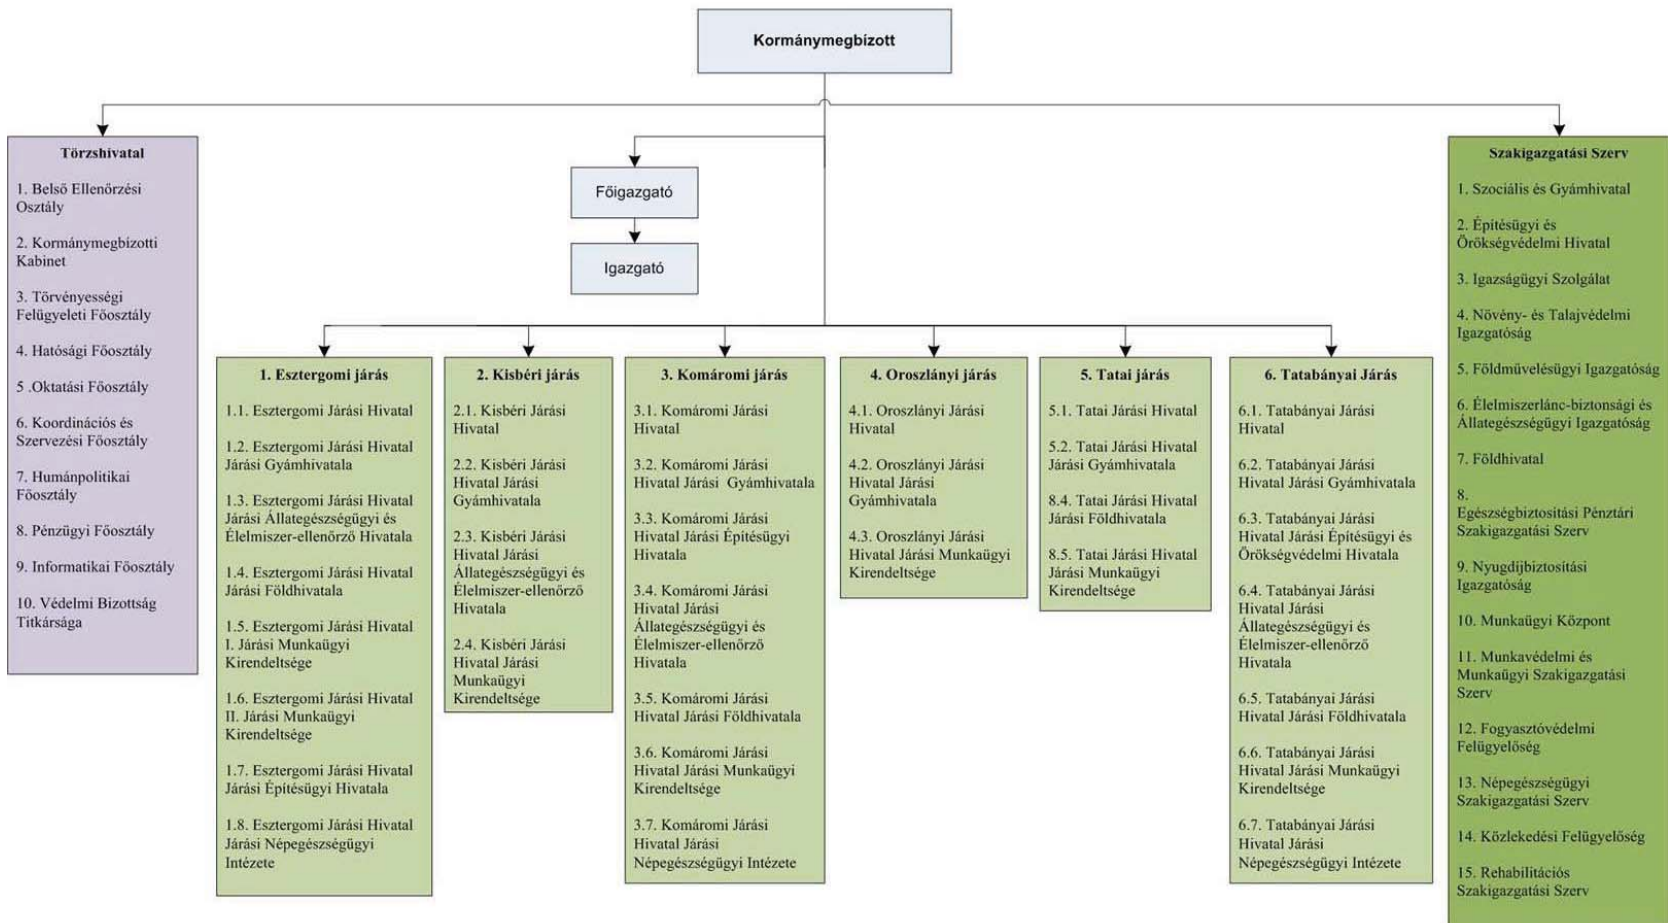 Kormánymegbízott
Főigazgató
Igazgató
Törzshivatal
1. Belső Ellenőrzési
Osztály
2. Kormánymegbízotti
Kabinet
3. Törvényességi
Felügyeleti Főosztály
4. Hatósági Főosztály
5 .Oktatási Főosztály
6. Koordinációs és
Szervezési Főosztály
7. Humánpolitikai
Főosztály
8. Pénzügyi Főosztály
9. Informatikai Főosztály
10. Védelmi Bizottság
Titkársága
1. Esztergomi járás
1.1. Esztergomi Járási Hivatal
1.2. Esztergomi Járási Hivatal
Járási Gyámhivatala
1.3. Esztergomi Járási Hivatal
Járási Állategészségügyi és
Élelmiszer-ellenőrző Hivatala
1.4. Esztergomi Járási Hivatal
Járási Földhivatala
1.5. Esztergomi Járási Hivatal
I. Járási Munkaügyi
Kirendeltsége
1.6. Esztergomi Járási Hivatal
II. Járási Munkaügyi
Kirendeltsége
1.7. Esztergomi Járási Hivatal
Járási Építésügyi Hivatala
1.8. Esztergomi Járási Hivatal
Járási Népegészségügyi
Intézete
2. Kisbéri járás
2.1. Kisbéri Járási
Hivatal
2.2. Kisbéri Járási
Hivatal Járási
Gyámhivatala
2.3. Kisbéri Járási
Hivatal Járási
Állategészségügyi és
Élelmiszer-ellenőrző
Hivatala
2.4. Kisbéri Járási
Hivatal Járási
Munkaügyi
Kirendeltsége
3. Komáromi járás
3.1. Komáromi Járási
Hivatal
3.2. Komáromi Járási
Hivatal Járási Gyámhivatala
3.3. Komáromi Járási
Hivatal Járási Építésügyi
Hivatala
3.4. Komáromi Járási
Hivatal Járási
Állategészségügyi és
Élelmiszer-ellenőrző
Hivatala
3.5. Komáromi Járási
Hivatal Járási Földhivatala
3.6. Komáromi Járási
Hivatal Járási Munkaügyi
Kirendeltsége
3.7. Komáromi Járási
Hivatal Járási
Népegészségügyi Intézete
4. Oroszlányi járás
4.1. Oroszlányi Járási
Hivatal
4.2. Oroszlányi Járási
Hivatal Járási
Gyámhivatala
4.3. Oroszlányi Járási
Hivatal Járási Munkaügyi
Kirendeltsége
5. Tatai járás
5.1. Tatai Járási Hivatal
5.2. Tatai Járási Hivatal
Járási Gyámhivatala
8.4. Tatai Járási Hivatal
Járási Földhivatala
8.5. Tatai Járási Hivatal
Járási Munkaügyi
Kirendeltsége
6. Tatabányai Járás
6.1. Tatabányai Járási
Hivatal
6.2. Tatabányai Járási
Hivatal Járási Gyámhivatala
6.3. Tatabányai Járási
Hivatal Járási Építésügyi és
Örökségvédelmi Hivatala
6.4. Tatabányai Járási
Hivatal Járási
Állategészségügyi és
Élelmiszer-ellenőrző
Hivatala
6.5. Tatabányai Járási
Hivatal Járási Földhivatala
6.6. Tatabányai Járási
Hivatal Járási Munkaügyi
Kirendeltsége
6.7. Tatabányai Járási
Hivatal Járási
Népegészségügyi Intézete
Szakigazgatási Szerv
1. Szociális és Gyámhivatal
2. Építésügyi és
Örökségvédelmi Hivatal
3. Igazságügyi Szolgálat
4. Növény- és Talajvédelmi
Igazgatóság
5. Földművelésügyi Igazgatóság
6. Élelmiszerlánc-biztonsági és
Állategészségügyi Igazgatóság
7. Földhivatal
8.
Egészségbiztosítási Pénztári
Szakigazgatási Szerv
9. Nyugdíjbiztosítási
Igazgatóság
10. Munkaügyi Központ
11. Munkavédelmi és
Munkaügyi Szakigazgatási
Szerv
12. Fogyasztóvédelmi
Felügyelőség
13. Népegészségügyi
Szakigazgatási Szerv
14. Közlekedési Felügyelőség
15. Rehabilitációs
Szakigazgatási Szerv